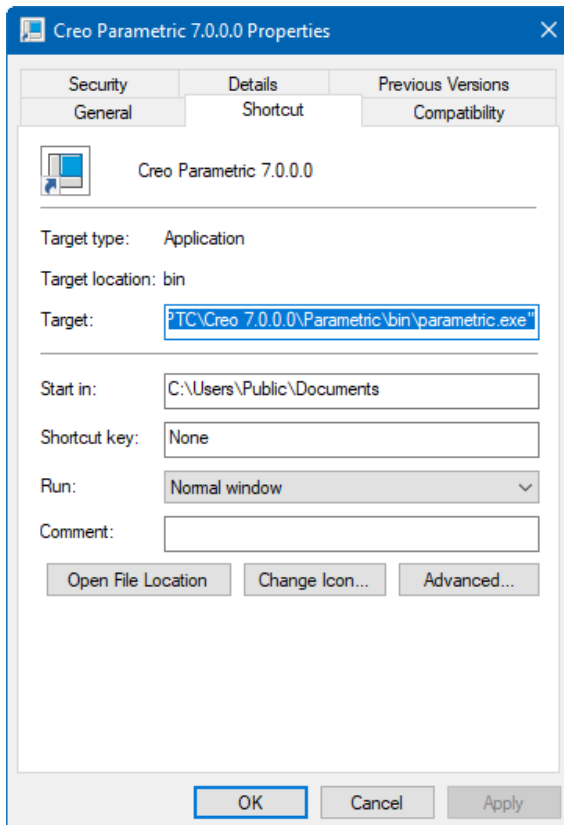 Creo Parametric 7.0.0.0 Properties
Security Details Previous Versions
General Shortcut Compatibility
Creo Parametric 7.0.0.0
Target type: Application
Target location: bin
Target: PTC\Creo 7.0.0.0\Parametric\bin\parametric.exe"
Start in: C:\Users\Public\Documents
Shortcut key: None
Run: Normal window
Comment:
Open File Location Change Icon... Advanced...
OK Cancel Apply